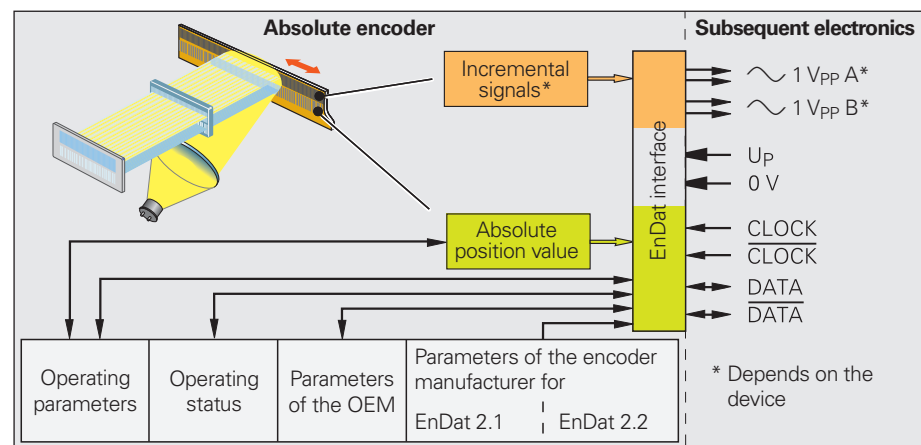 Absolute encoder
Subsequent electronics
Incremental
signals*
1 VPP A*
1 VPP B*
UP
0 V
EnDat interface
Absolute
position value
CLOCK
CLOCK
DATA
DATA
Operating
parameters
Operating
status
Parameters
of the OEM
Parameters of the encoder
manufacturer for
EnDat 2.1
EnDat 2.2
* Depends on the
device